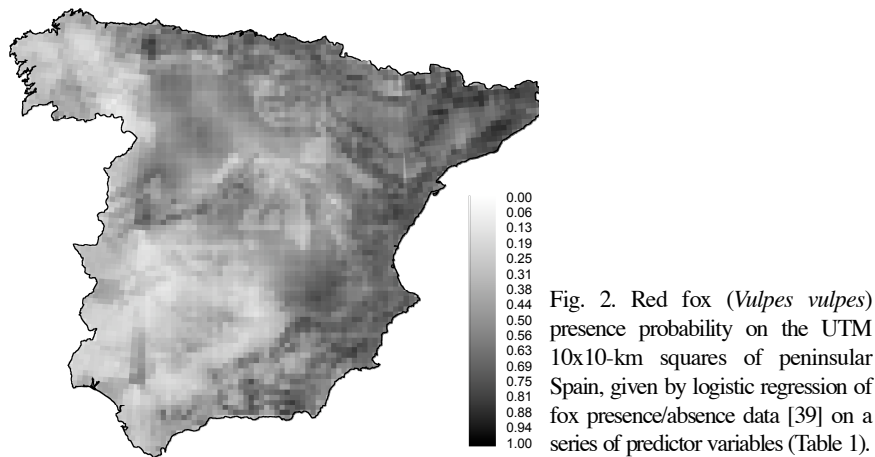 0.00
0.06
0.13
0.19
0.25
0.31
0.38
0.44
0.50
0.56
0.63
0.69
0.75
0.81
0.88
0.94
1.00
Fig. 2. Red fox (Vulpes vulpes)
presence probability on the UTM
10x10-km squares of peninsular
Spain, given by logistic regression of
fox presence/absence data [39] on a
series of predictor variables (Table 1).